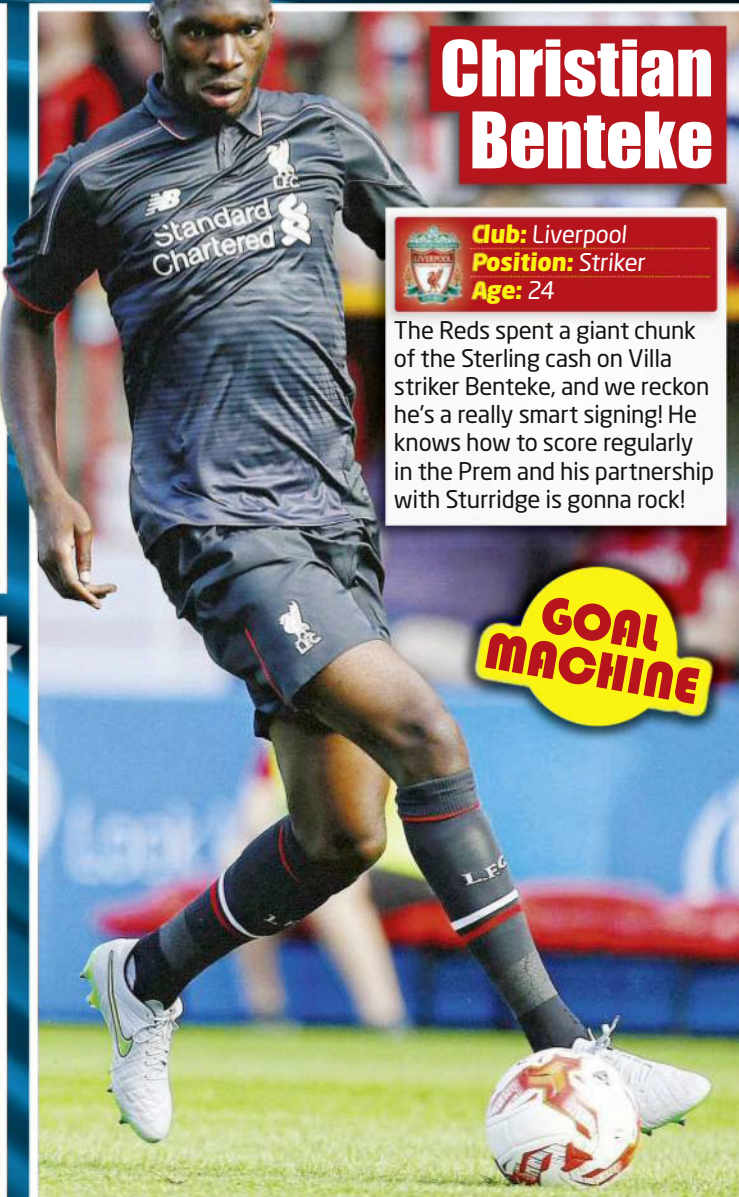 Christian
Benteke
LIVERPOOL
Club: Liverpool
Position: Striker
Age: 24
The Reds spent a giant chunk
of the Sterling cash on Villa
striker Benteke, and we reckon
he's a really smart signing! He
knows how to score regularly
in the Prem and his partnership
with Sturridge is gonna rock!
GOAL
MACHINE
L.F.C
NB
Standard
Chartered
L.F.C
L.F.C